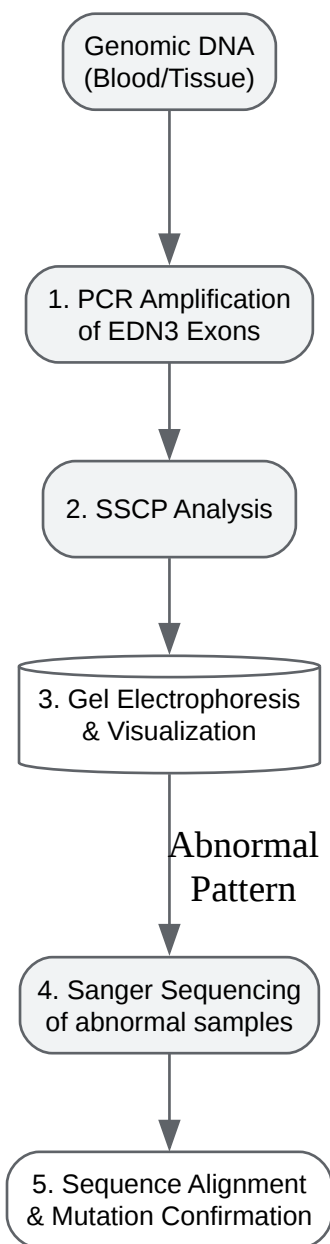 Genomic DNA
(Blood/Tissue)
1. PCR Amplification
of EDN3 Exons
2. SSCP Analysis
3. Gel Electrophoresis
& Visualization
Abnormal
Pattern
4. Sanger Sequencing
of abnormal samples
5. Sequence Alignment
& Mutation Confirmation